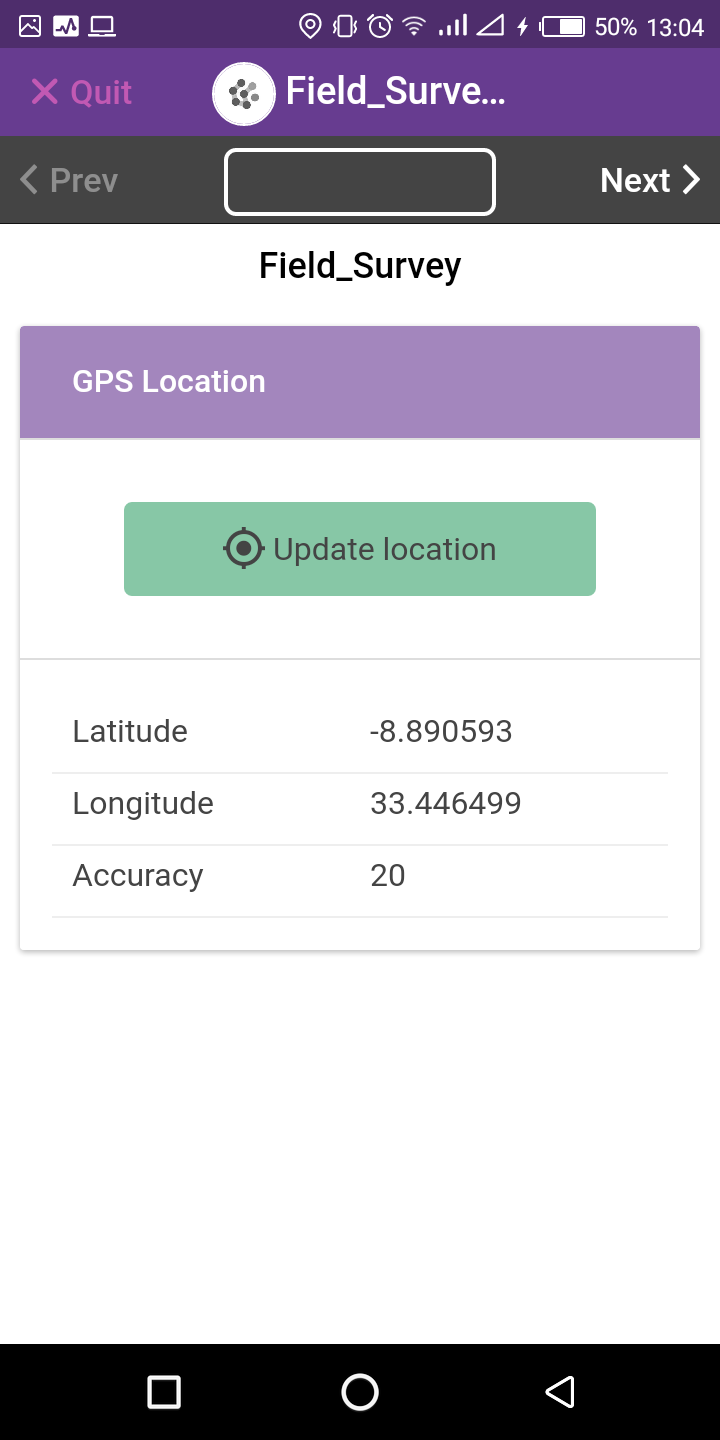 50% 13:04
Quit Field_Surve...
Prev Next
Field_Survey
GPS Location
Update location
Latitude -8.890593
Longitude 33.446499
Accuracy 20